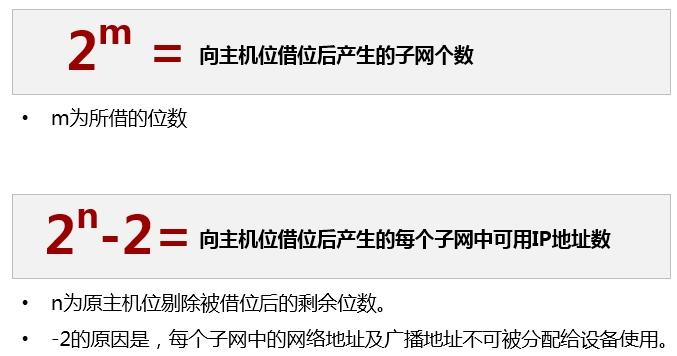 2^m = 向主机位借位后产生的子网个数
• m为所借的位数
2^n-2= 向主机位借位后产生的每个子网中可用IP地址数
• n为原主机位剔除被借位后的剩余位数。
• -2的原因是，每个子网中的网络地址及广播地址不可被分配给设备使用。